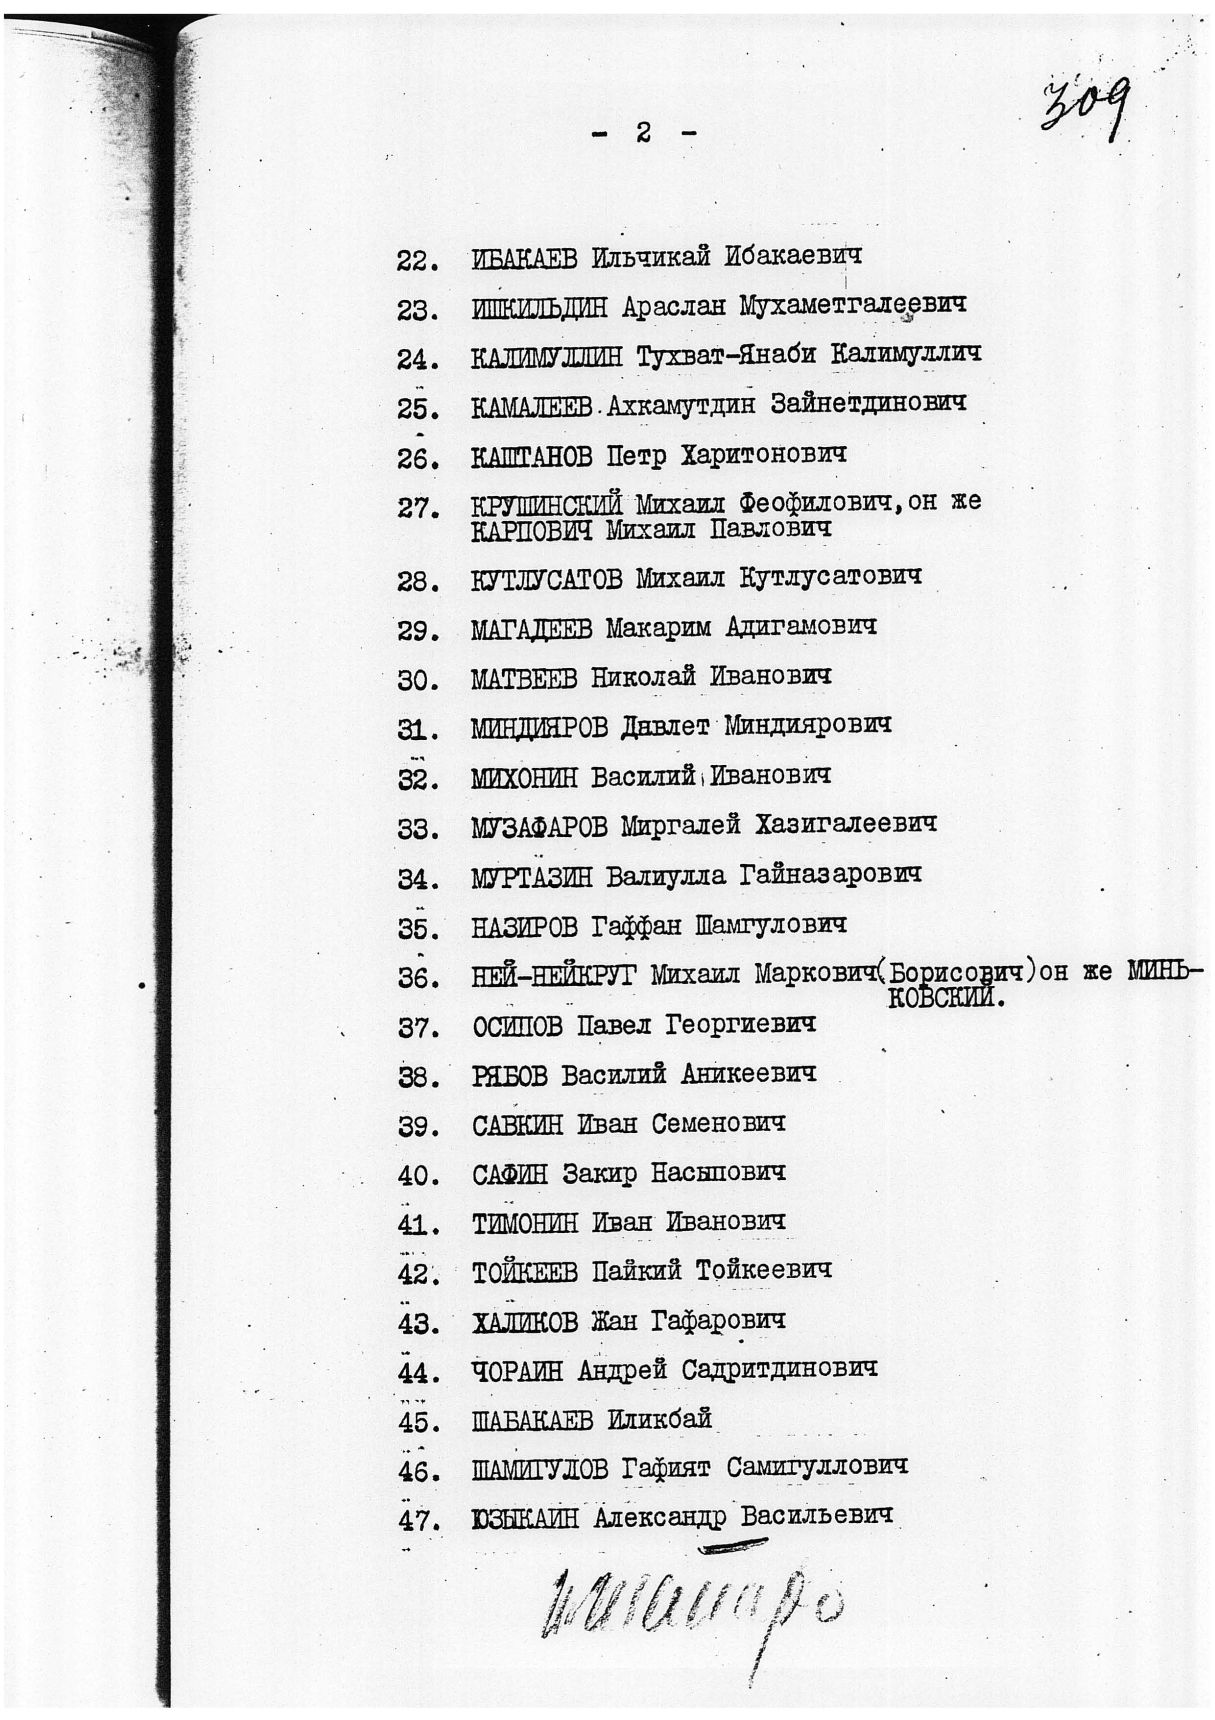 309
- 2 -
22. ИБАКАЕВ Ильчикай Ибакаевич
23. ИШКИЛЬДИН Араслан Мухаметгалеевич
24. КАЛИМУЛЛИН Тухват-Янаби Калимуллич
25. КАМАЛЕЕВ Ахкамутдин Зайнетдинович
26. КАШТАНОВ Петр Харитонович
27. КРУШИНСКИЙ Михаил Феофилович, он же
КАРПОВИЧ Михаил Павлович
28. КУТЛУСАТОВ Михаил Кутлусатович
29. МАГАДЕЕВ Макарим Адигамович
30. МАТВЕЕВ Николай Иванович
31. МИНДИЯРОВ Давлет Миндиярович
32. МИХОНИН Василий Иванович
33. МУЗАФАРОВ Миргалей Хазигалеевич
34. МУРТАЗИН Валиулла Гайназарович
35. НАЗИРОВ Гаффан Шамгулович
36. НЕЙ-НЕЙКРУГ Михаил Маркович(Борисович)он же МИНЬ-
КОВСКИЙ.
37. ОСИПОВ Павел Георгиевич
38. РЯБОВ Василий Аникеевич
39. САВКИН Иван Семенович
40. САФИН Закир Насыпович
41. ТИМОНИН Иван Иванович
42. ТОЙКЕЕВ Пайкий Тойкеевич
43. ХАЛИКОВ Жан Гафарович
44. ЧОРАИН Андрей Садритдинович
45. ШАБАКАЕВ Иликбай
46. ШАМИГУЛОВ Гафият Самигуллович
47. ЮЗЫКАИН Александр Васильевич